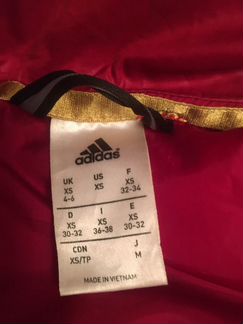 adidas
UK US F
XS XS XS
4-6 32-34
D I E
XS XS XS
30-32 36-38 30-32
CDN J
XS/TP M
MADE IN VIETNAM